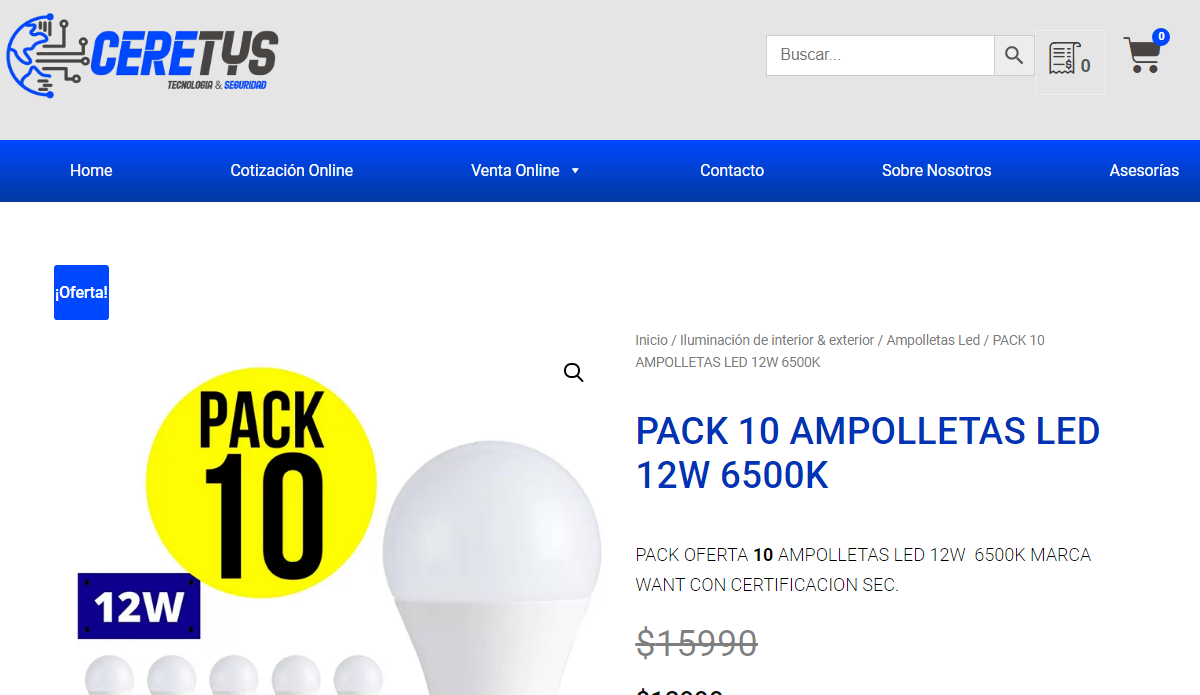 CERETYS
TECNOLOGIA & SEGURIDAD
Buscar...
0
0
Home
Cotización Online
Venta Online
Contacto
Sobre Nosotros
Asesorías
¡Oferta!
Inicio / Iluminación de interior & exterior / Ampolletas Led / PACK 10
AMPOLLETAS LED 12W 6500K
PACK
10
12W
PACK 10 AMPOLLETAS LED
12W 6500K
PACK OFERTA 10 AMPOLLETAS LED 12W 6500K MARCA
WANT CON CERTIFICACION SEC.
$15990